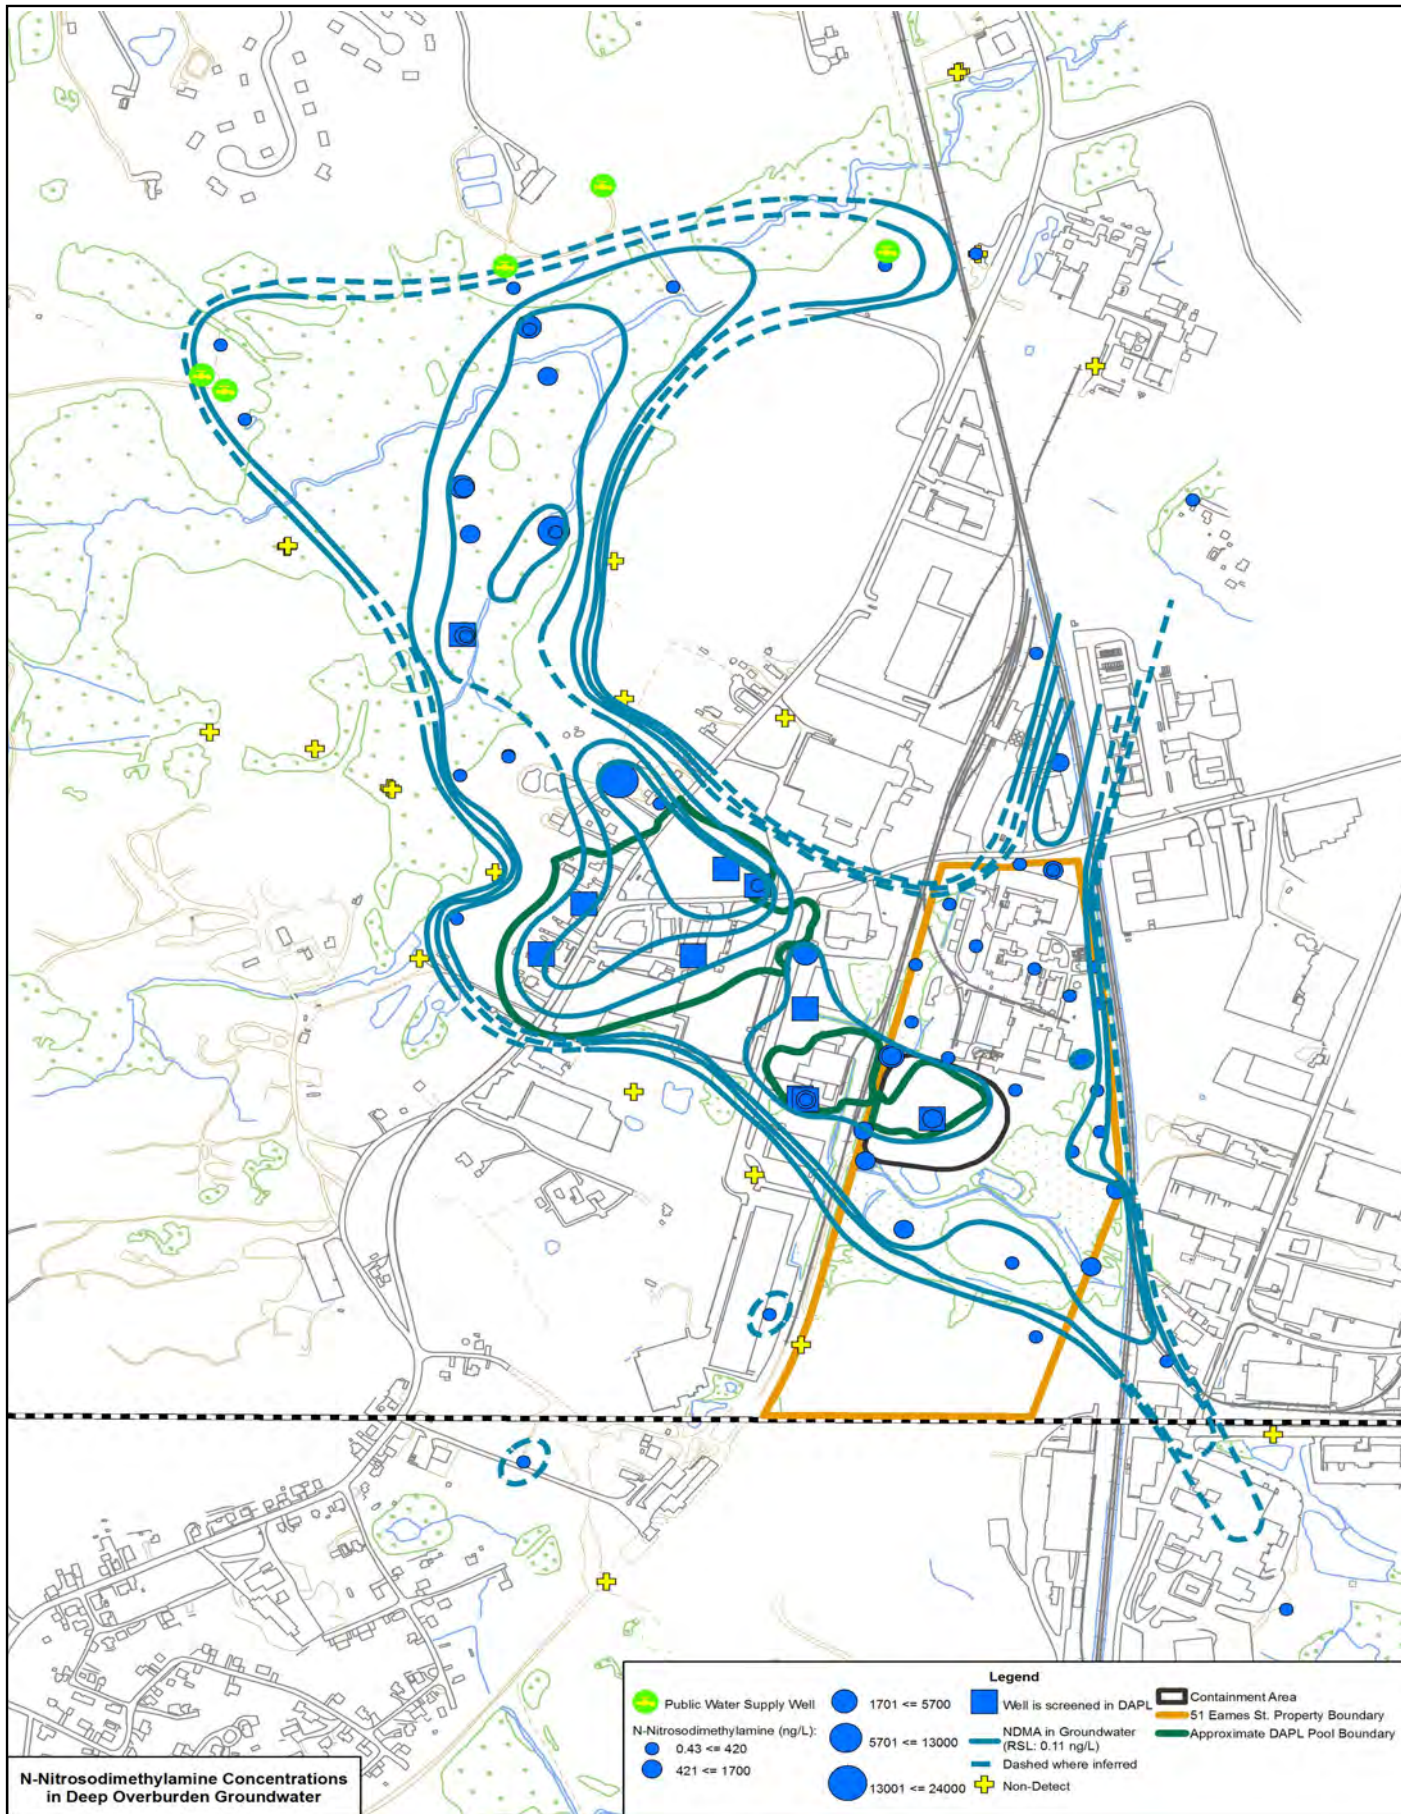 Legend
Public Water Supply Well
N-Nitrosodimethylamine (ng/L):
0.43 <= 420
421 <= 1700
1701 <= 5700
5701 <= 13000
13001 <= 24000
Well is screened in DAPL
NDMA in Groundwater
(RSL: 0.11 ng/L)
Dashed where inferred
Non-Detect
Containment Area
51 Eames St. Property Boundary
Approximate DAPL Pool Boundary
N-Nitrosodimethylamine Concentrations
in Deep Overburden Groundwater